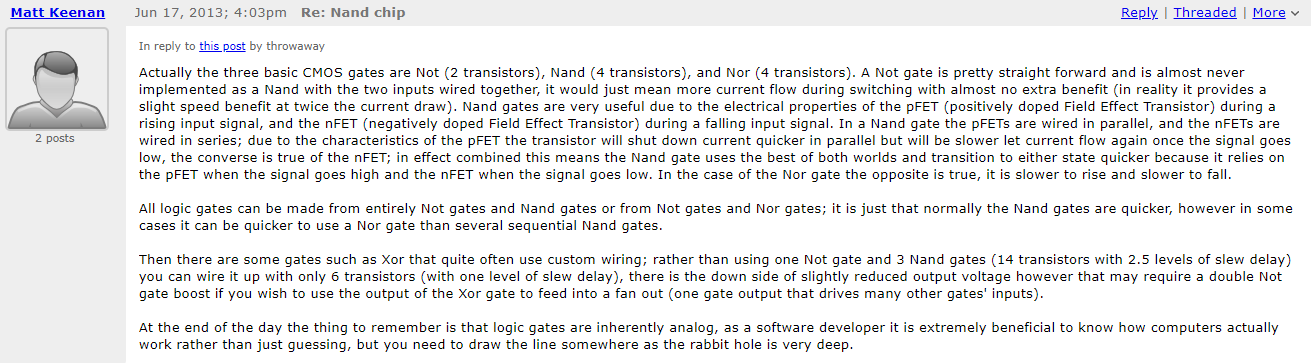 Matt Keenan
Jun 17, 2013; 4:03pm Re: Nand chip
Reply | Threaded | More
2 posts
In reply to this post by throwaway
Actually the three basic CMOS gates are Not (2 transistors), Nand (4 transistors), and Nor (4 transistors). A Not gate is pretty straight forward and is almost never
implemented as a Nand with the two inputs wired together, it would just mean more current flow during switching with almost no extra benefit (in reality it provides a
slight speed benefit at twice the current draw). Nand gates are very useful due to the electrical properties of the pFET (positively doped Field Effect Transistor) during a
rising input signal, and the nFET (negatively doped Field Effect Transistor) during a falling input signal. In a Nand gate the pFETs are wired in parallel, and the nFETs are
wired in series; due to the characteristics of the pFET the transistor will shut down current quicker in parallel but will be slower let current flow again once the signal goes
low, the converse is true of the nFET; in effect combined this means the Nand gate uses the best of both worlds and transition to either state quicker because it relies on
the pFET when the signal goes high and the nFET when the signal goes low. In the case of the Nor gate the opposite is true, it is slower to rise and slower to fall.
All logic gates can be made from entirely Not gates and Nand gates or from Not gates and Nor gates; it is just that normally the Nand gates are quicker, however in some
cases it can be quicker to use a Nor gate than several sequential Nand gates.
Then there are some gates such as Xor that quite often use custom wiring; rather than using one Not gate and 3 Nand gates (14 transistors with 2.5 levels of slew delay)
you can wire it up with only 6 transistors (with one level of slew delay), there is the down side of slightly reduced output voltage however that may require a double Not
gate boost if you wish to use the output of the Xor gate to feed into a fan out (one gate output that drives many other gates' inputs).
At the end of the day the thing to remember is that logic gates are inherently analog, as a software developer it is extremely beneficial to know how computers actually
work rather than just guessing, but you need to draw the line somewhere as the rabbit hole is very deep.